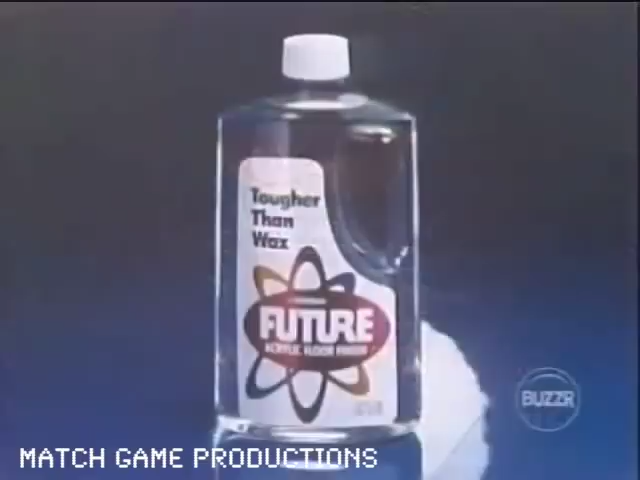 Tougher
Than
Wax
FUTURE
ACRYLIC FLOOR FINISH
BUZZR
MATCH GAME PRODUCTIONS